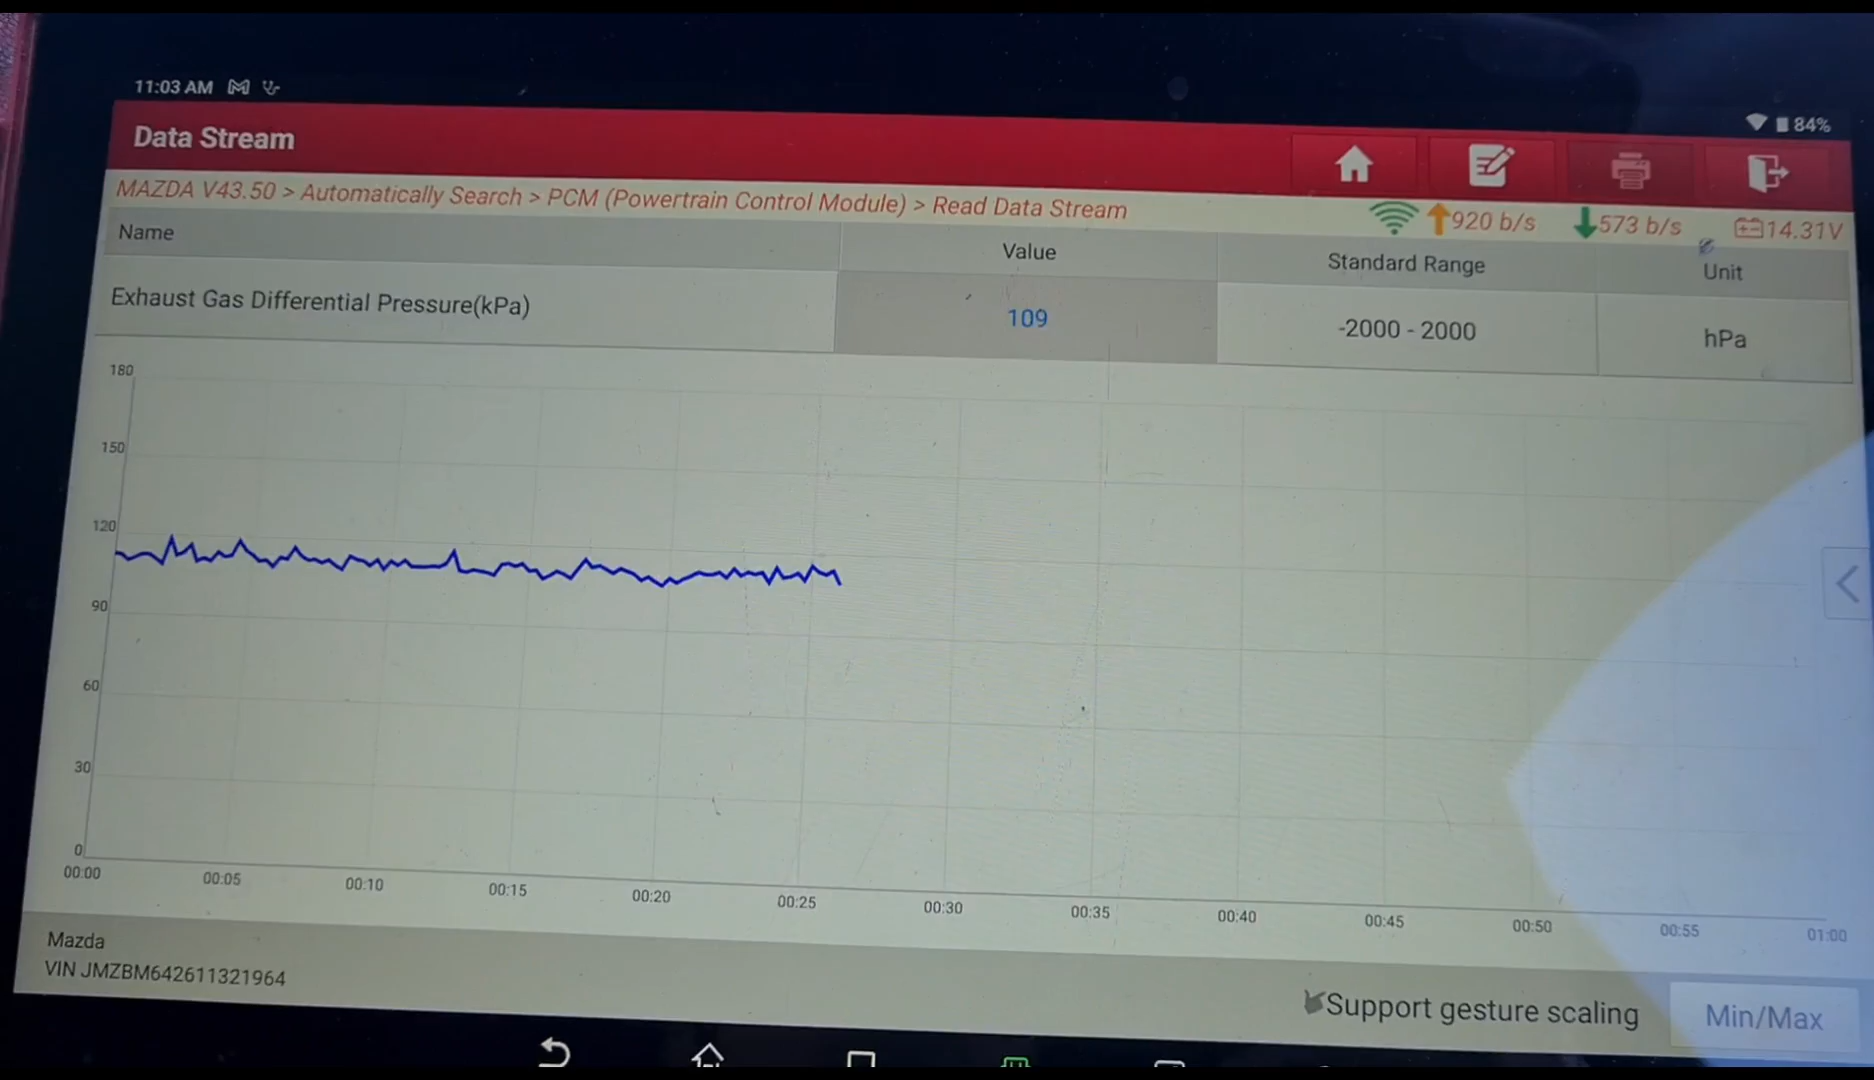 11:03 AM
84%
Data Stream
MAZDA V43.50 > Automatically Search > PCM (Powertrain Control Module) > Read Data Stream
920 b/s 573 b/s 14.31V
Name Value Standard Range Unit
Exhaust Gas Differential Pressure(kPa) 109 -2000 - 2000 hPa
180
150
120
90
60
30
0
00:00 00:05 00:10 00:15 00:20 00:25 00:30 00:35 00:40 00:45 00:50 00:55 01:00
Mazda
VIN JMZBM642611321964
Support gesture scaling Min/Max